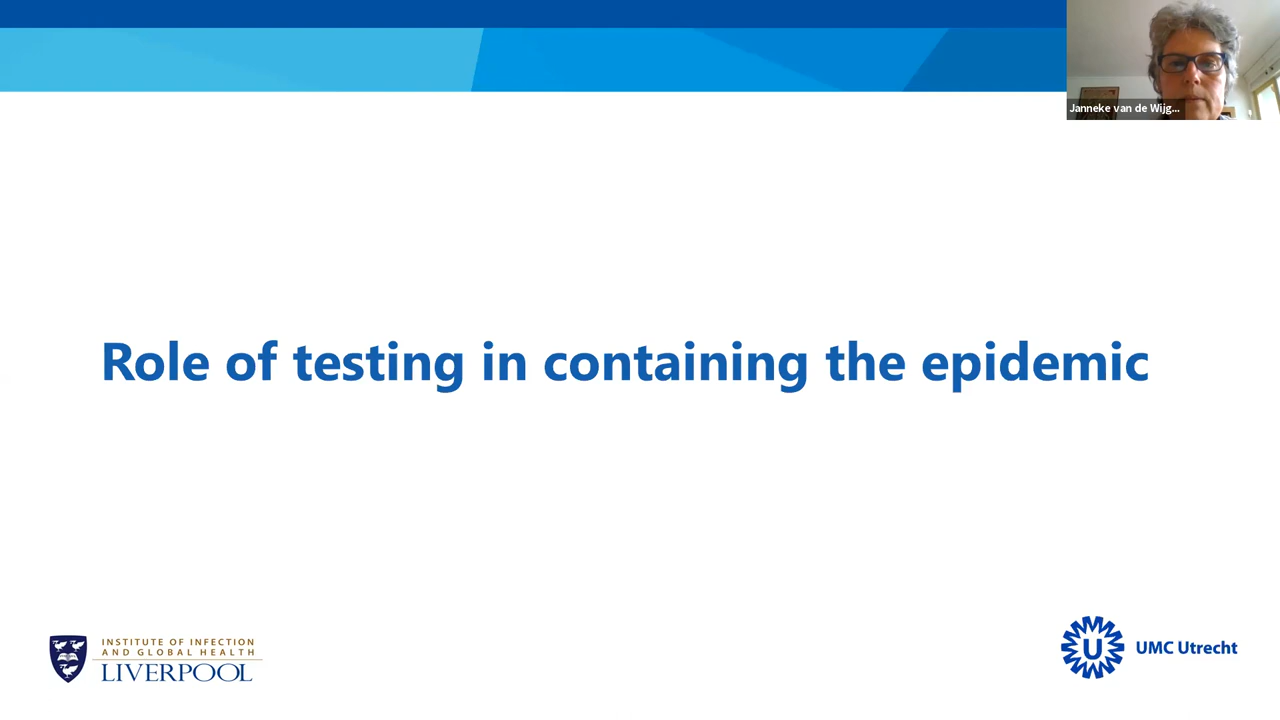 Janneke van de Wijg...
Role of testing in containing the epidemic
INSTITUTE OF INFECTION
AND GLOBAL HEALTH
LIVERPOOL
U
UMC Utrecht